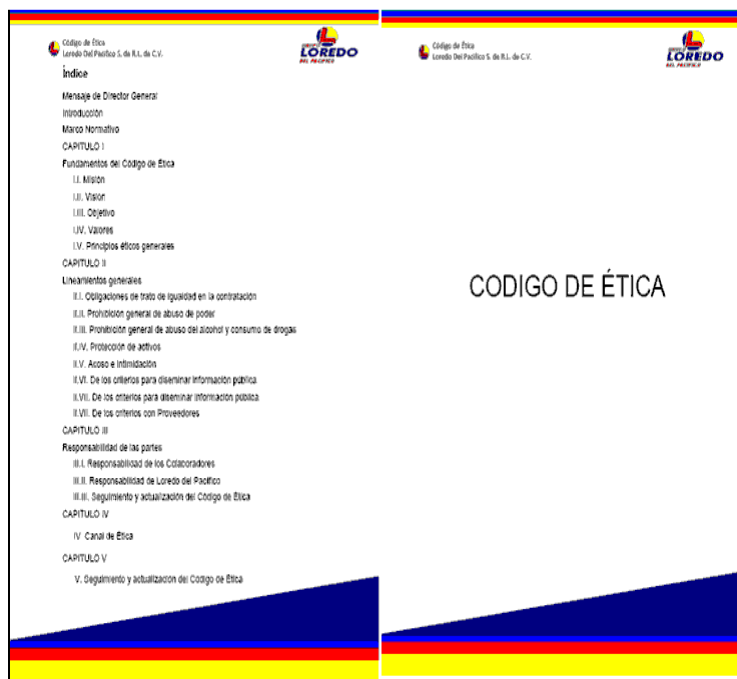 Código de Ética
Loredo Del Pacifico S. de R.L. de C.V.
GRUPO
LOREDO
DEL PACIFICO
Índice
Mensaje de Director General
Introducción
Marco Normativo
CAPITULO I
Fundamentos del Código de Ética
I.I. Misión
I.II. Visión
I.III. Objetivo
I.IV. Valores
I.V. Principios éticos generales
CAPITULO II
Lineamientos generales
II.I. Obligaciones de trato de igualdad en la contratación
II.II. Prohibición general de abuso de poder
II.III. Prohibición general de abuso del alcohol y consumo de drogas
II.IV. Protección de activos
II.V. Acoso e Intimidación
II.VI. De los criterios para diseminar información pública
II.VII. De los criterios para diseminar información pública
II.VII. De los criterios con Proveedores
CAPITULO III
Responsabilidad de las partes
III.I. Responsabilidad de los Colaboradores
III.II. Responsabilidad de Loredo del Pacífico
III.III. Seguimiento y actualización del Código de Ética
CAPITULO IV
IV Canal de Ética
CAPITULO V
V. Seguimiento y actualización del Código de Ética
Código de Ética
Loredo Del Pacifico S. de R.L. de C.V.
GRUPO
LOREDO
DEL PACIFICO
CODIGO DE ÉTICA